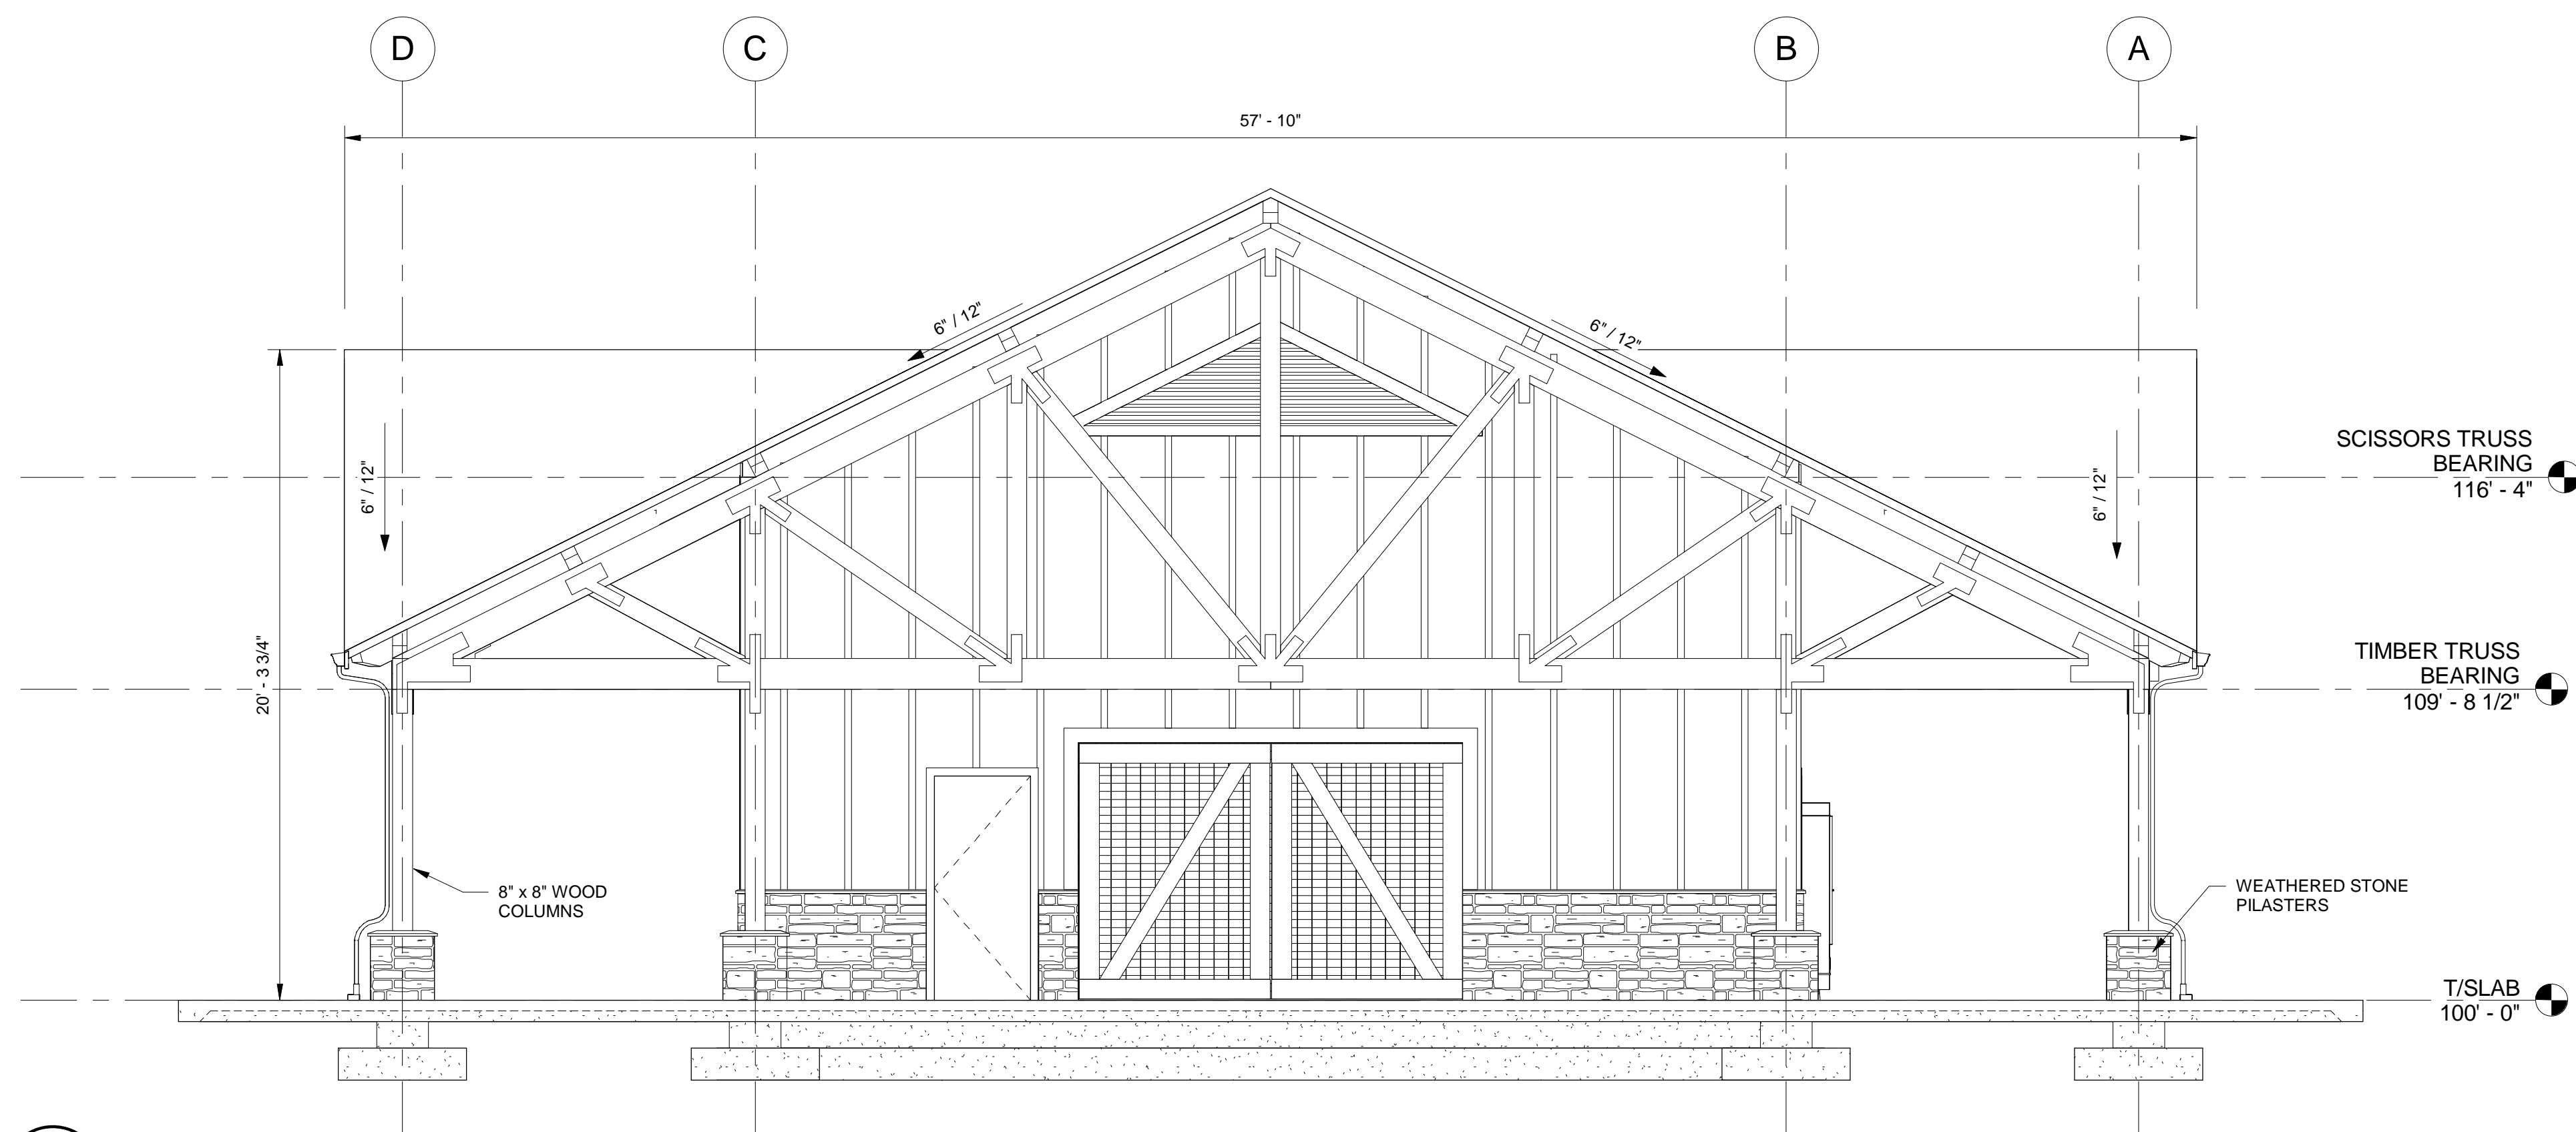 D
C
B
A
57' - 10"
6" / 12"
6" / 12"
6" / 12"
6" / 12"
20' - 3 3/4"
SCISSORS TRUSS
BEARING
116' - 4"
TIMBER TRUSS
BEARING
109' - 8 1/2"
8" x 8" WOOD
COLUMNS
WEATHERED STONE
PILASTERS
T/SLAB
100' - 0"